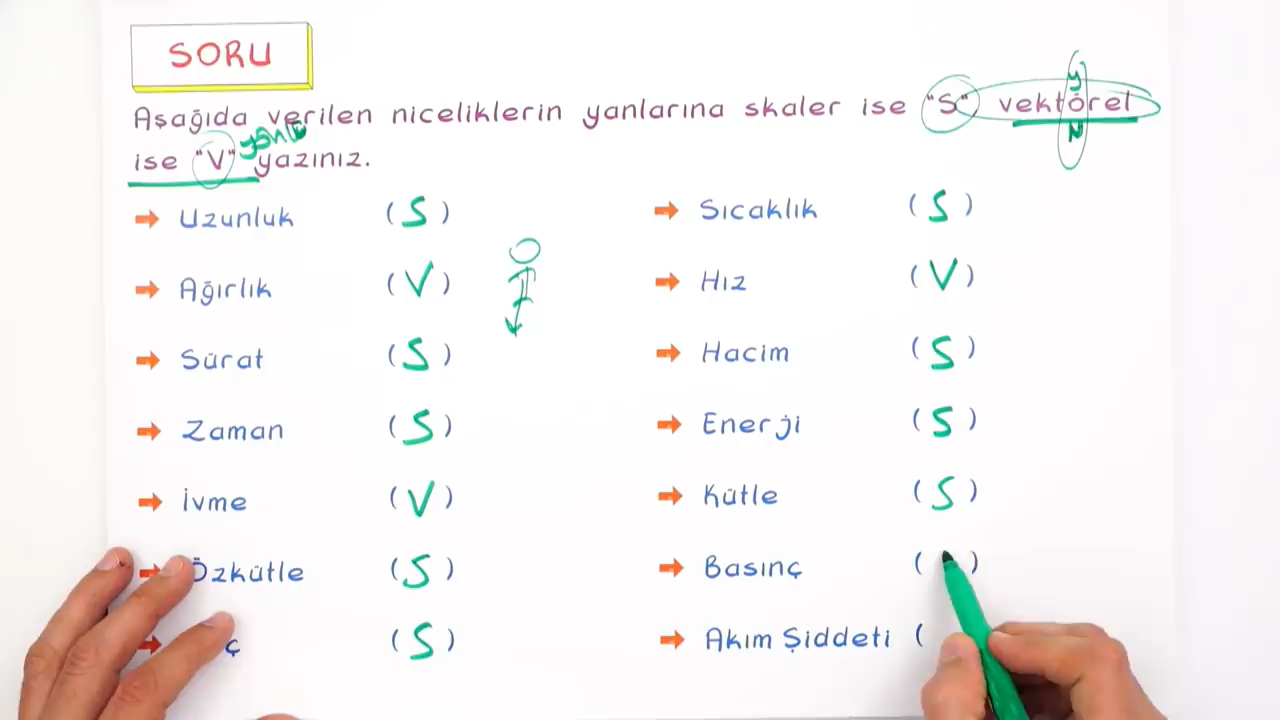 SORU
Aşağıda verilen niceliklerin yanlarına skaler ise "S" vektörel
ise "V" yazınız.
yönlü
y
N
Uzunluk (S)
Ağırlık (V)
Sürat (S)
Zaman (S)
İvme (V)
Özkütle (S)
ç (S)
Sıcaklık (S)
Hız (V)
Hacim (S)
Enerji (S)
Kütle (S)
Basınç ( )
Akım Şiddeti (